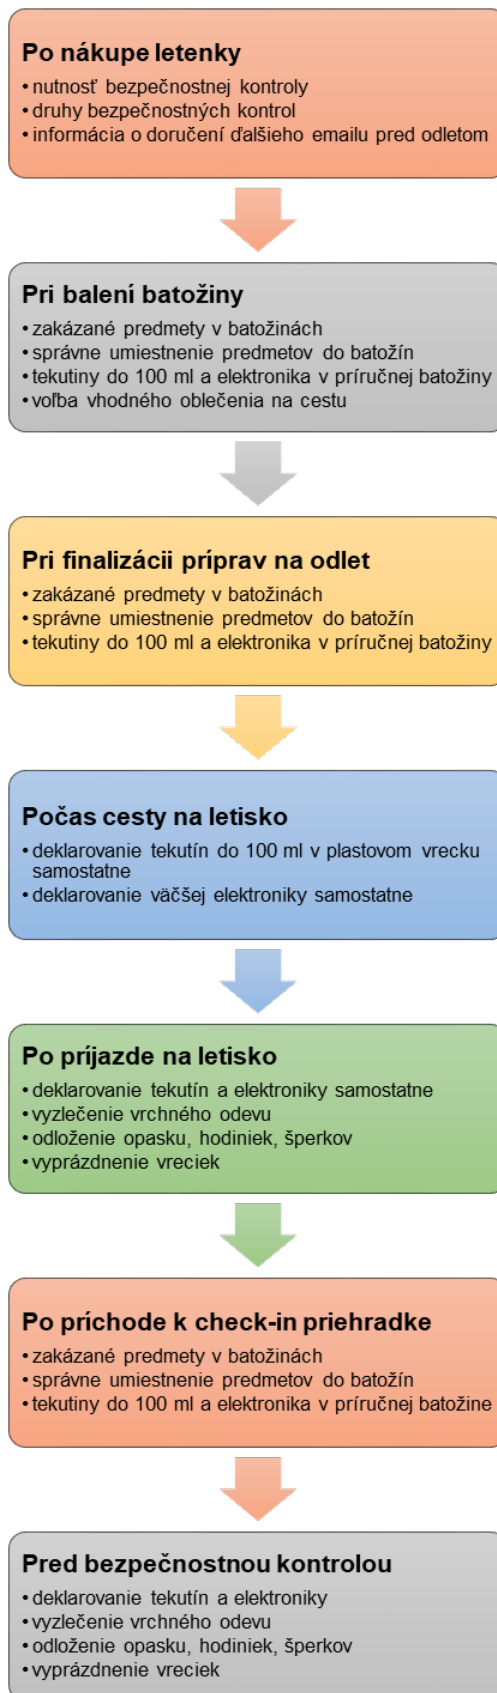 Po nákupe letenky
• nutnosť bezpečnostnej kontroly
• druhy bezpečnostných kontrol
• informácia o doručení ďalšieho emailu pred odletom
Pri balení batožiny
• zakázané predmety v batožinách
• správne umiestnenie predmetov do batožín
• tekutiny do 100 ml a elektronika v príručnej batožiny
• voľba vhodného oblečenia na cestu
Pri finalizácii príprav na odlet
• zakázané predmety v batožinách
• správne umiestnenie predmetov do batožín
• tekutiny do 100 ml a elektronika v príručnej batožiny
Počas cesty na letisko
• deklarovanie tekutín do 100 ml v plastovom vrecku
samostatne
• deklarovanie väčšej elektroniky samostatne
Po príjazde na letisko
• deklarovanie tekutín a elektroniky samostatne
• vyzlečenie vrchného odevu
• odloženie opasku, hodiniek, šperkov
• vyprázdnenie vreciek
Po príchode k check-in priehradke
• zakázané predmety v batožinách
• správne umiestnenie predmetov do batožín
• tekutiny do 100 ml a elektronika v príručnej batožine
Pred bezpečnostnou kontrolou
• deklarovanie tekutín a elektroniky
• vyzlečenie vrchného odevu
• odloženie opasku, hodiniek, šperkov
• vyprázdnenie vreciek